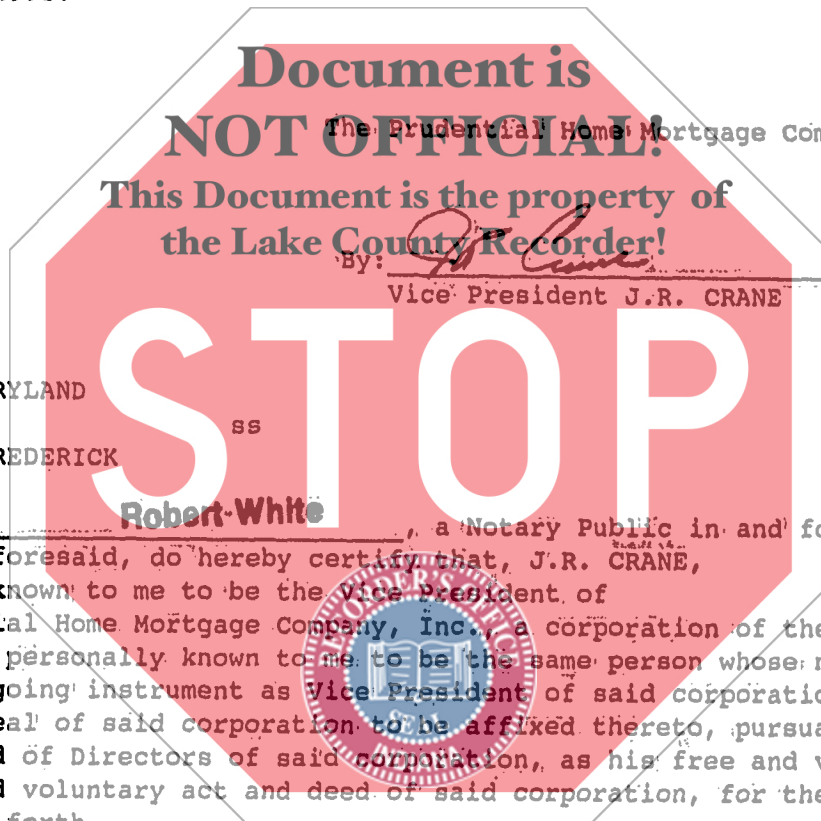 Document is
NOT OFFICIAL!
The Prudential Home Mortgage Com
This Document is the property of
the Lake County Recorder!
By:
Vice President J.R. CRANE
STOP
RYLAND
ss
REDERICK
Robert White
, a Notary Public in and fo
foresaid, do hereby certify that, J.R. CRANE,
known to me to be the Vice President of
ial Home Mortgage Company, Inc., a corporation of the
personally known to me to be the same person whose n
going instrument as Vice President of said corporatio
eal of said corporation to be affixed thereto, pursua
d of Directors of said corporation, as his free and v
d voluntary act and deed of said corporation, for the
forth
RECORDER'S OFFICE
INDIANA